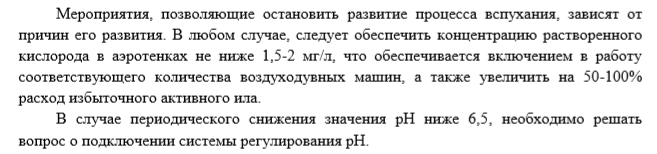 Мероприятия, позволяющие остановить развитие процесса вспухания, зависят от
причин его развития. В любом случае, следует обеспечить концентрацию растворенного
кислорода в аэротенках не ниже 1,5-2 мг/л, что обеспечивается включением в работу
соответствующего количества воздуходувных машин, а также увеличить на 50-100%
расход избыточного активного ила.
В случае периодического снижения значения рН ниже 6,5, необходимо решать
вопрос о подключении системы регулирования рН.